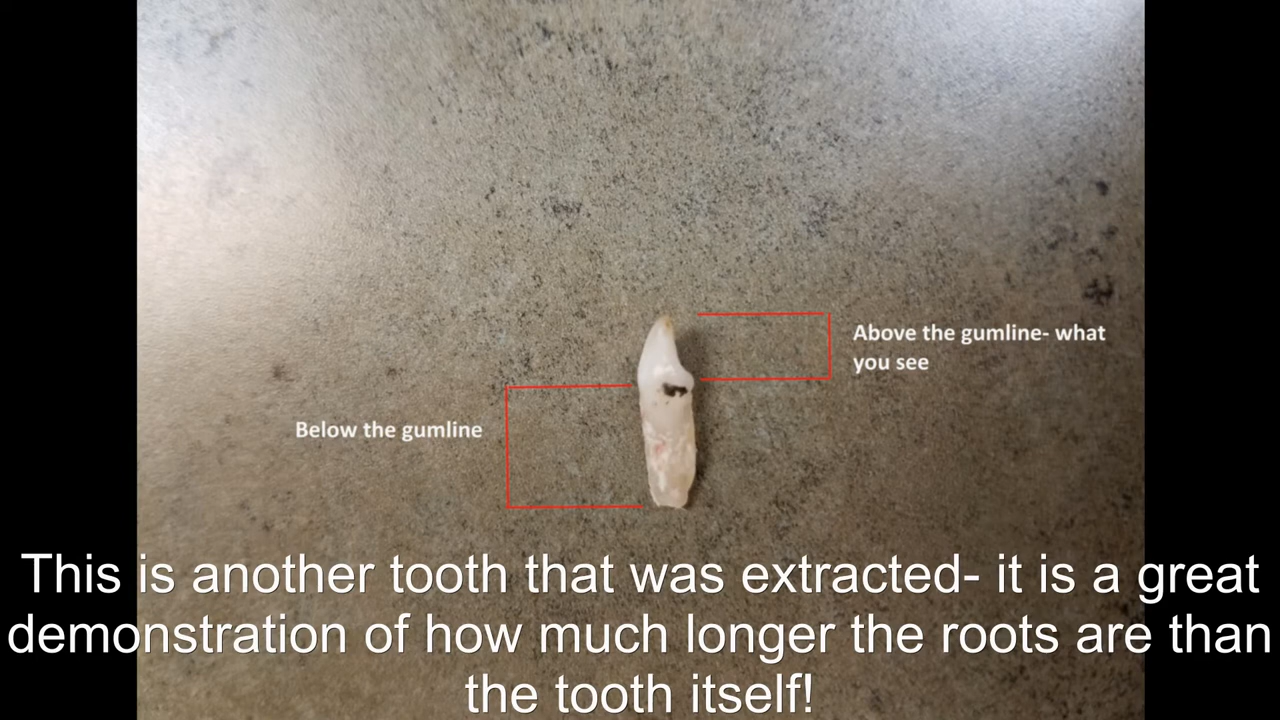 Above the gumline- what
you see
Below the gumline
This is another tooth that was extracted- it is a great
demonstration of how much longer the roots are than
the tooth itself!